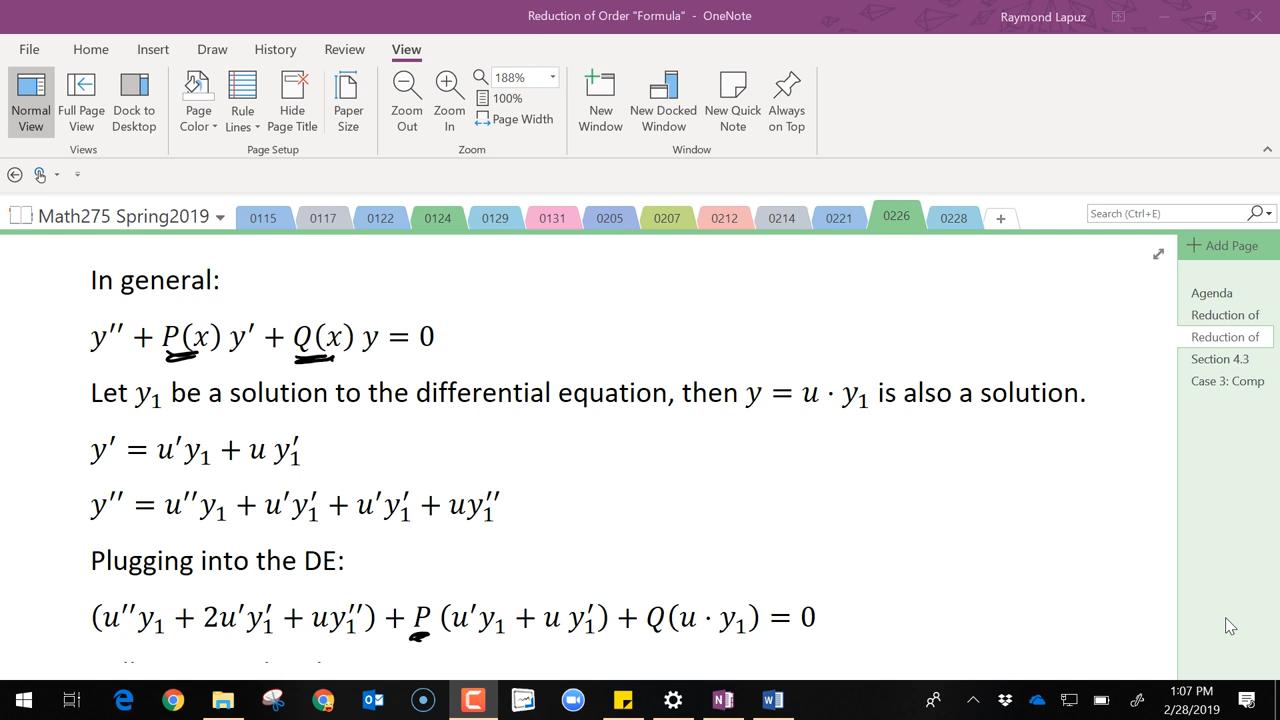 Reduction of Order "Formula" - OneNote
Raymond Lapuz
File Home Insert Draw History Review View
188%
100%
Page Width
Normal View
Full Page View
Dock to Desktop
Page Color
Rule Lines
Hide Page Title
Paper Size
Zoom Out
Zoom In
New Window
New Docked Window
New Quick Note
Always on Top
Views Page Setup Zoom Window
Math275 Spring2019 0115 0117 0122 0124 0129 0131 0205 0207 0212 0214 0221 0226 0228 + Search (Ctrl+E)
+ Add Page
Agenda
Reduction of
Reduction of
Section 4.3
Case 3: Comp
In general:
y′′ + P(x) y′ + Q(x) y = 0
Let y₁ be a solution to the differential equation, then y = u · y₁ is also a solution.
y′ = u′y₁ + u y₁′
y′′ = u′′y₁ + u′y₁′ + u′y₁′ + uy₁′′
Plugging into the DE:
(u′′y₁ + 2u′y₁′ + uy₁′′) + P (u′y₁ + u y₁′) + Q(u · y₁) = 0
1:07 PM
2/28/2019